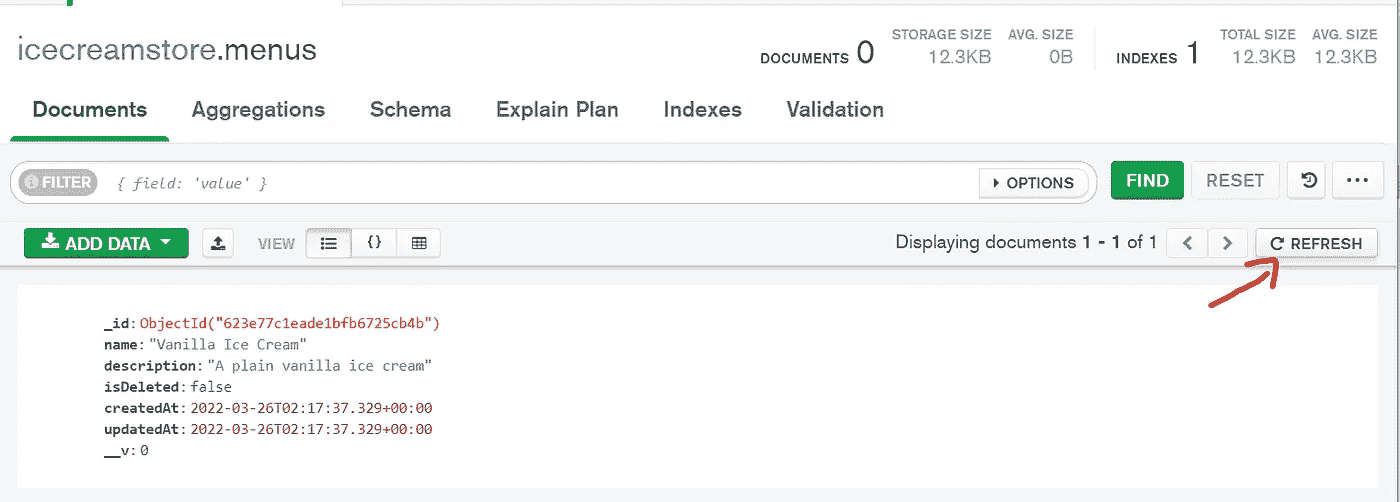 icecreamstore.menus
DOCUMENTS 0 STORAGE SIZE 12.3KB AVG. SIZE 0B INDEXES 1 TOTAL SIZE 12.3KB AVG. SIZE 12.3KB
Documents Aggregations Schema Explain Plan Indexes Validation
FILTER { field: 'value' } OPTIONS FIND RESET ...
ADD DATA VIEW {} Displaying documents 1 - 1 of 1 < > REFRESH
_id: ObjectId("623e77c1eade1bfb6725cb4b")
name: "Vanilla Ice Cream"
description: "A plain vanilla ice cream"
isDeleted: false
createdAt: 2022-03-26T02:17:37.329+00:00
updatedAt: 2022-03-26T02:17:37.329+00:00
__v: 0